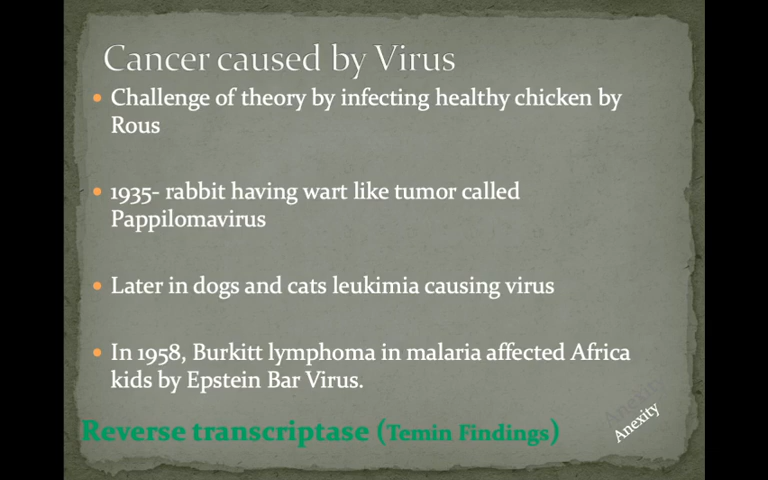 Cancer caused by Virus
• Challenge of theory by infecting healthy chicken by
Rous
• 1935- rabbit having wart like tumor called
Pappilomavirus
• Later in dogs and cats leukimia causing virus
• In 1958, Burkitt lymphoma in malaria affected Africa
kids by Epstein Bar Virus.
Anexity
Anexity
Reverse transcriptase (Temin Findings)